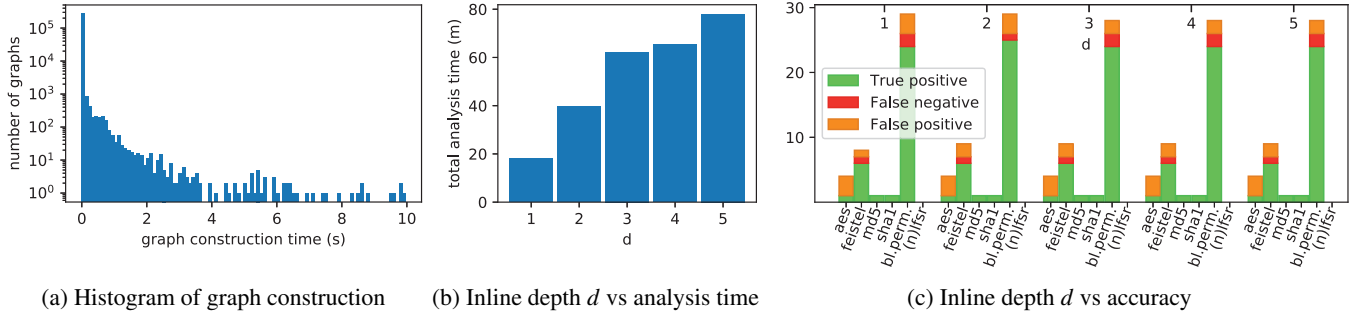 number of graphs
10^5
10^4
10^3
10^2
10^1
10^0
0 2 4 6 8 10
graph construction time (s)
(a) Histogram of graph construction
total analysis time (m)
80
60
40
20
0
1 2 3 4 5
d
(b) Inline depth d vs analysis time
30
20
10
1 2 3 4 5
d
True positive
False negative
False positive
aes feistel md5 sha1 bl.perm. (n)lfsr
aes feistel md5 sha1 bl.perm. (n)lfsr
aes feistel md5 sha1 bl.perm. (n)lfsr
aes feistel md5 sha1 bl.perm. (n)lfsr
aes feistel md5 sha1 bl.perm. (n)lfsr
(c) Inline depth d vs accuracy